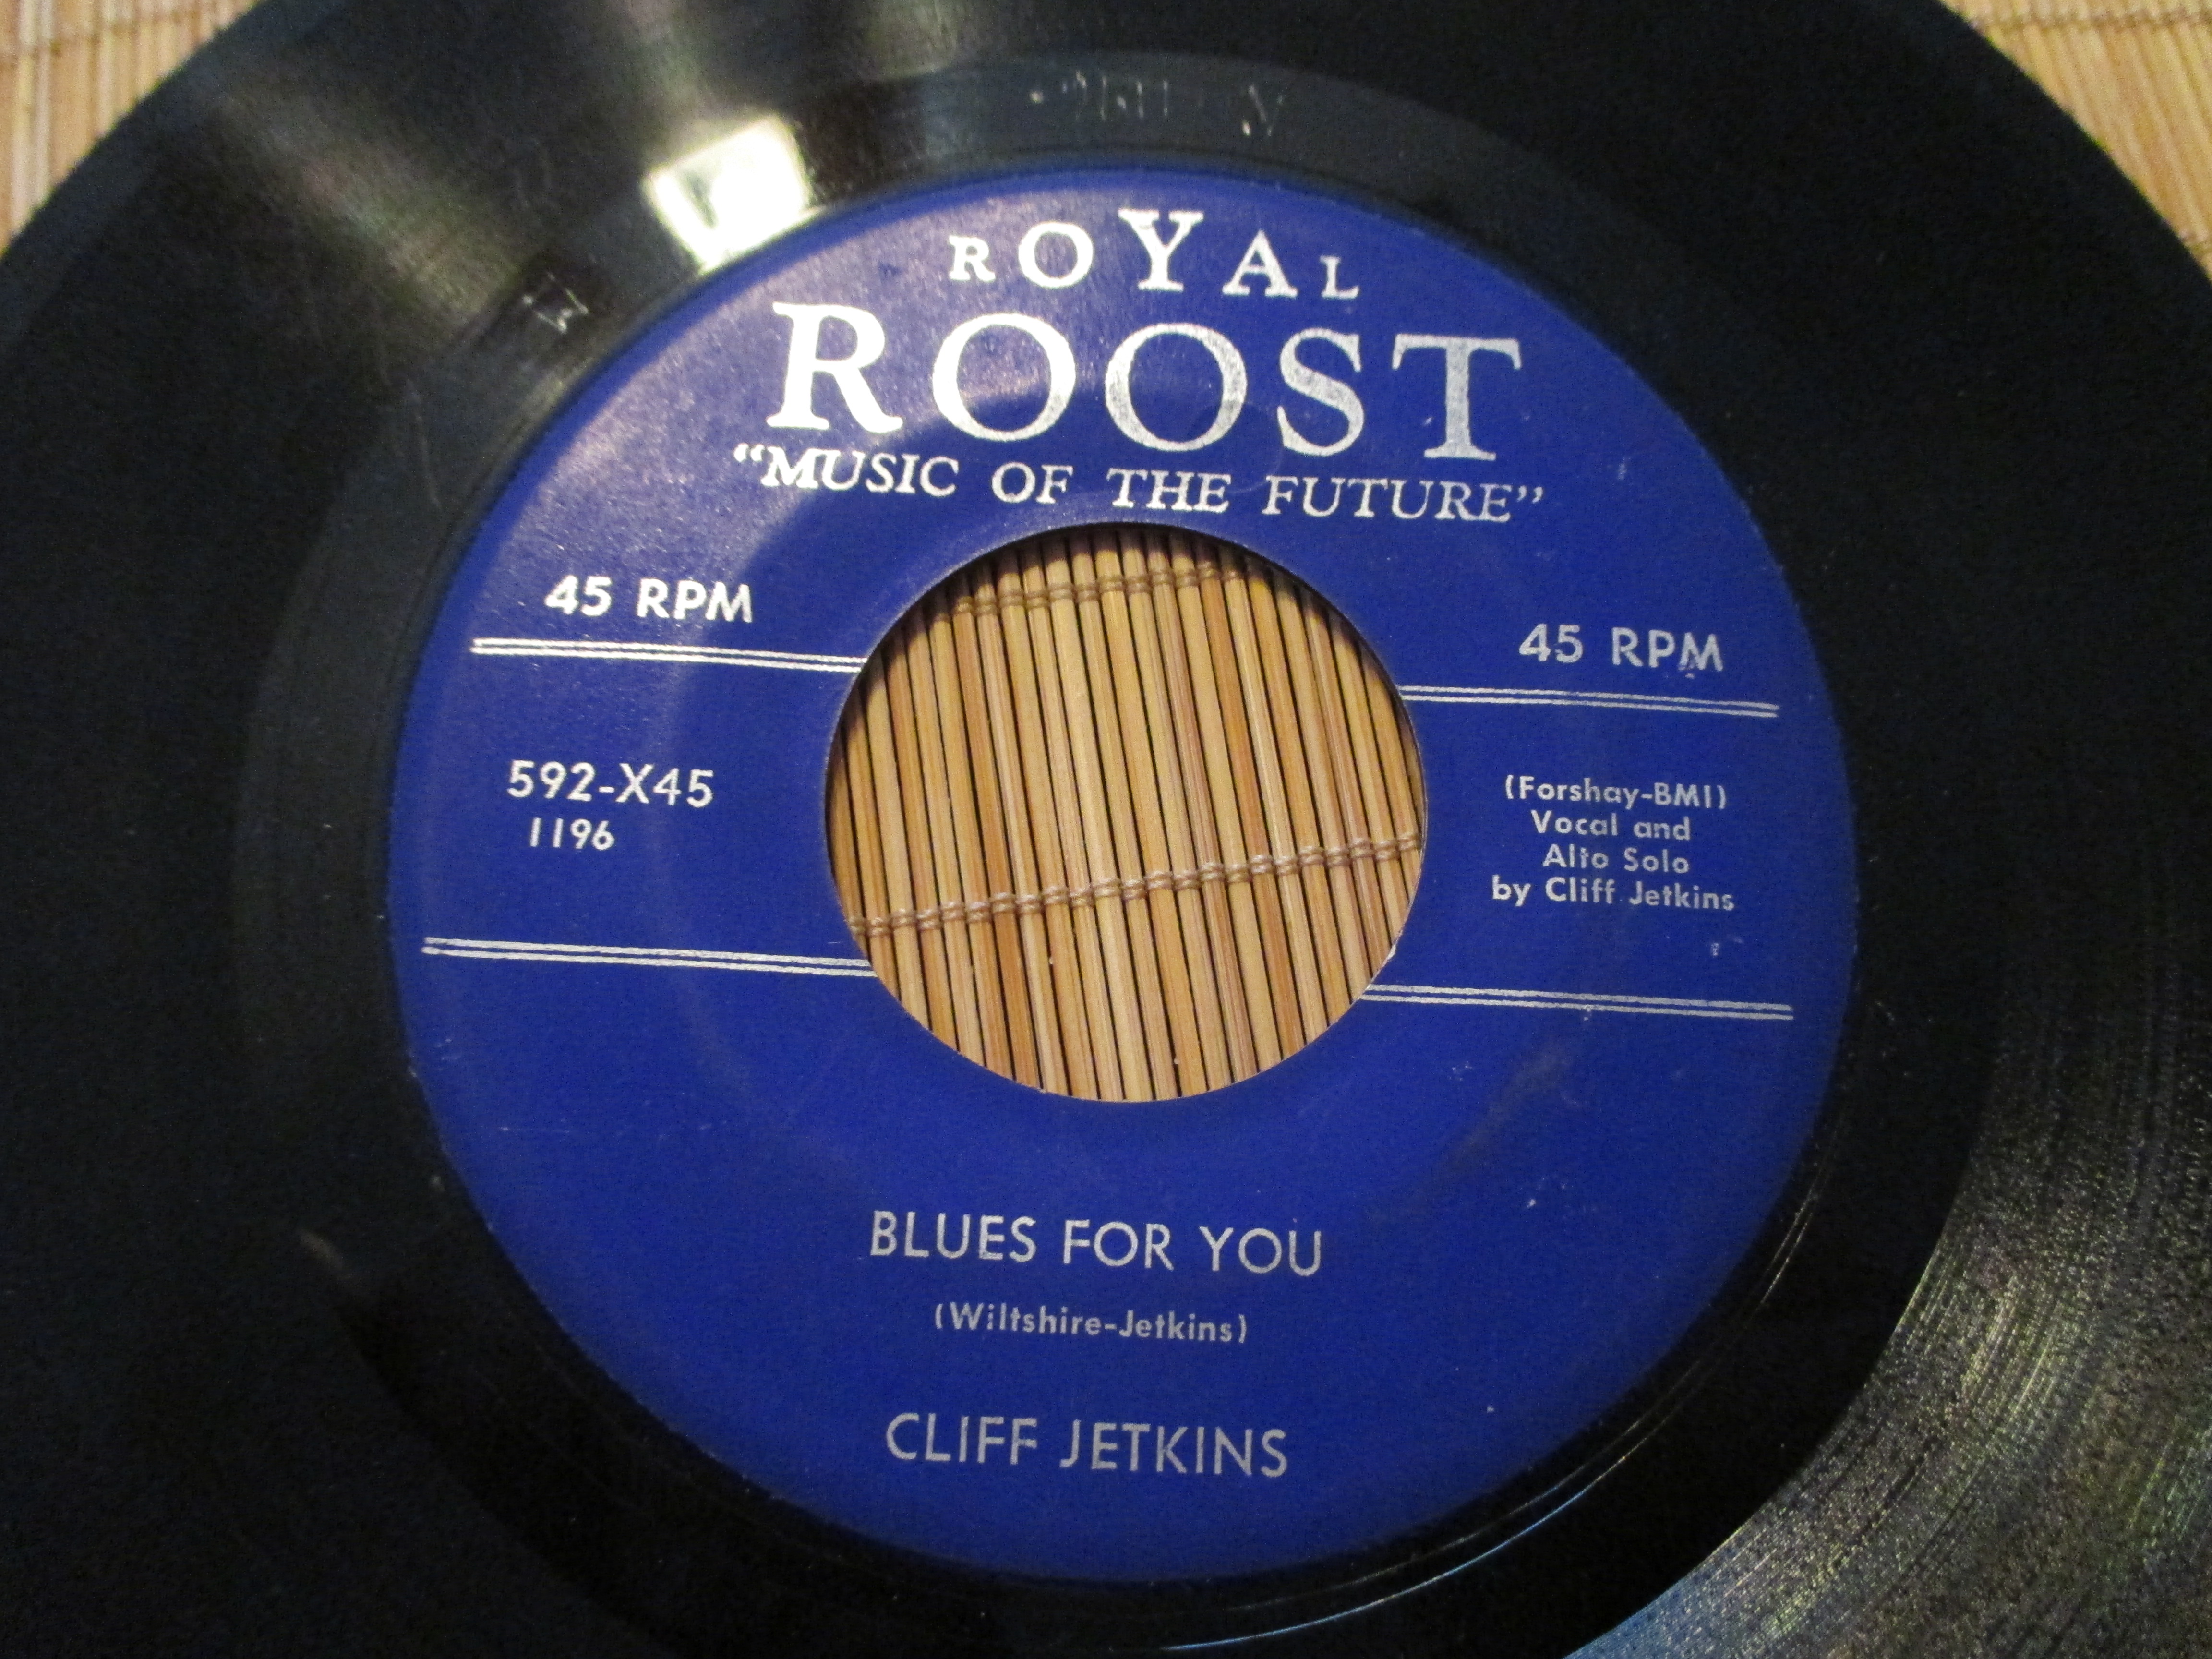 ROYAL
ROOST
“MUSIC OF THE FUTURE”
45 RPM
45 RPM
592-X45
1196
(Forshay-BMI)
Vocal and
Alto Solo
by Cliff Jetkins
BLUES FOR YOU
(Wiltshire-Jetkins)
CLIFF JETKINS